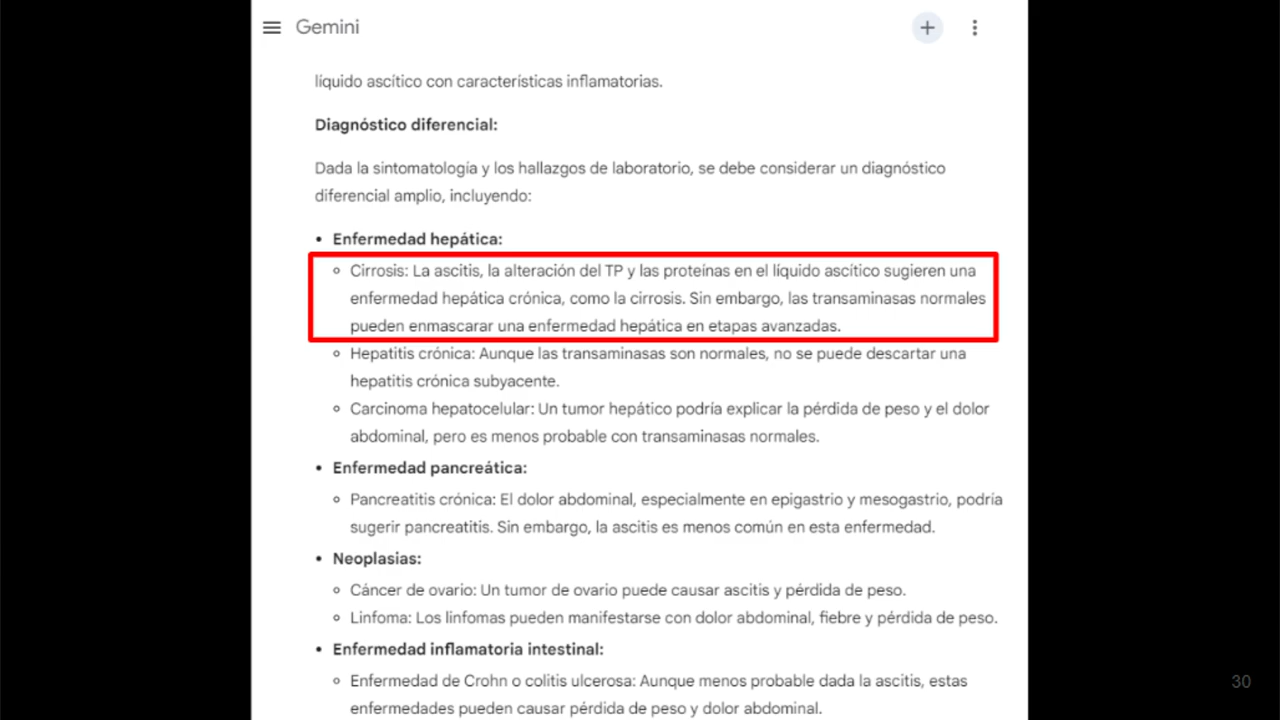 Gemini
líquido ascítico con características inflamatorias.
Diagnóstico diferencial:
Dada la sintomatología y los hallazgos de laboratorio, se debe considerar un diagnóstico
diferencial amplio, incluyendo:
• Enfermedad hepática:
◦ Cirrosis: La ascitis, la alteración del TP y las proteínas en el líquido ascítico sugieren una
enfermedad hepática crónica, como la cirrosis. Sin embargo, las transaminasas normales
pueden enmascarar una enfermedad hepática en etapas avanzadas.
◦ Hepatitis crónica: Aunque las transaminasas son normales, no se puede descartar una
hepatitis crónica subyacente.
◦ Carcinoma hepatocelular: Un tumor hepático podría explicar la pérdida de peso y el dolor
abdominal, pero es menos probable con transaminasas normales.
• Enfermedad pancreática:
◦ Pancreatitis crónica: El dolor abdominal, especialmente en epigastrio y mesogastrio, podría
sugerir pancreatitis. Sin embargo, la ascitis es menos común en esta enfermedad.
• Neoplasias:
◦ Cáncer de ovario: Un tumor de ovario puede causar ascitis y pérdida de peso.
◦ Linfoma: Los linfomas pueden manifestarse con dolor abdominal, fiebre y pérdida de peso.
• Enfermedad inflamatoria intestinal:
◦ Enfermedad de Crohn o colitis ulcerosa: Aunque menos probable dada la ascitis, estas
enfermedades pueden causar pérdida de peso y dolor abdominal.
30